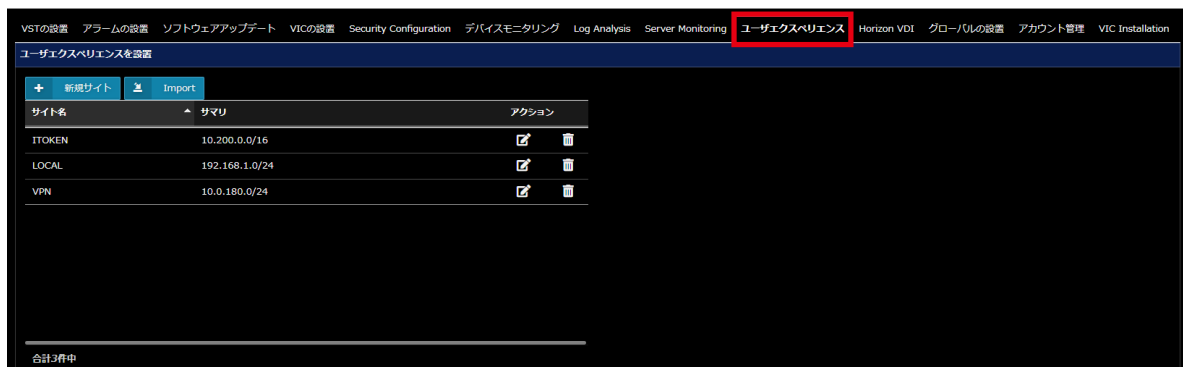 VSTの設置 アラームの設置 ソフトウェアアップデート VICの設置 Security Configuration デバイスモニタリング Log Analysis Server Monitoring ユーザエクスペリエンス Horizon VDI グローバルの設置 アカウント管理 VIC Installation
ユーザエクスペリエンスを設置
新規サイト Import
サイト名 サマリ アクション
ITOKEN 10.200.0.0/16
LOCAL 192.168.1.0/24
VPN 10.0.180.0/24
合計3件中